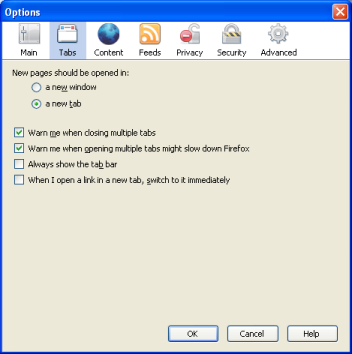 Options
Main Tabs Content Feeds Privacy Security Advanced
New pages should be opened in:
a new window
a new tab
Warn me when closing multiple tabs
Warn me when opening multiple tabs might slow down Firefox
Always show the tab bar
When I open a link in a new tab, switch to it immediately
OK Cancel Help